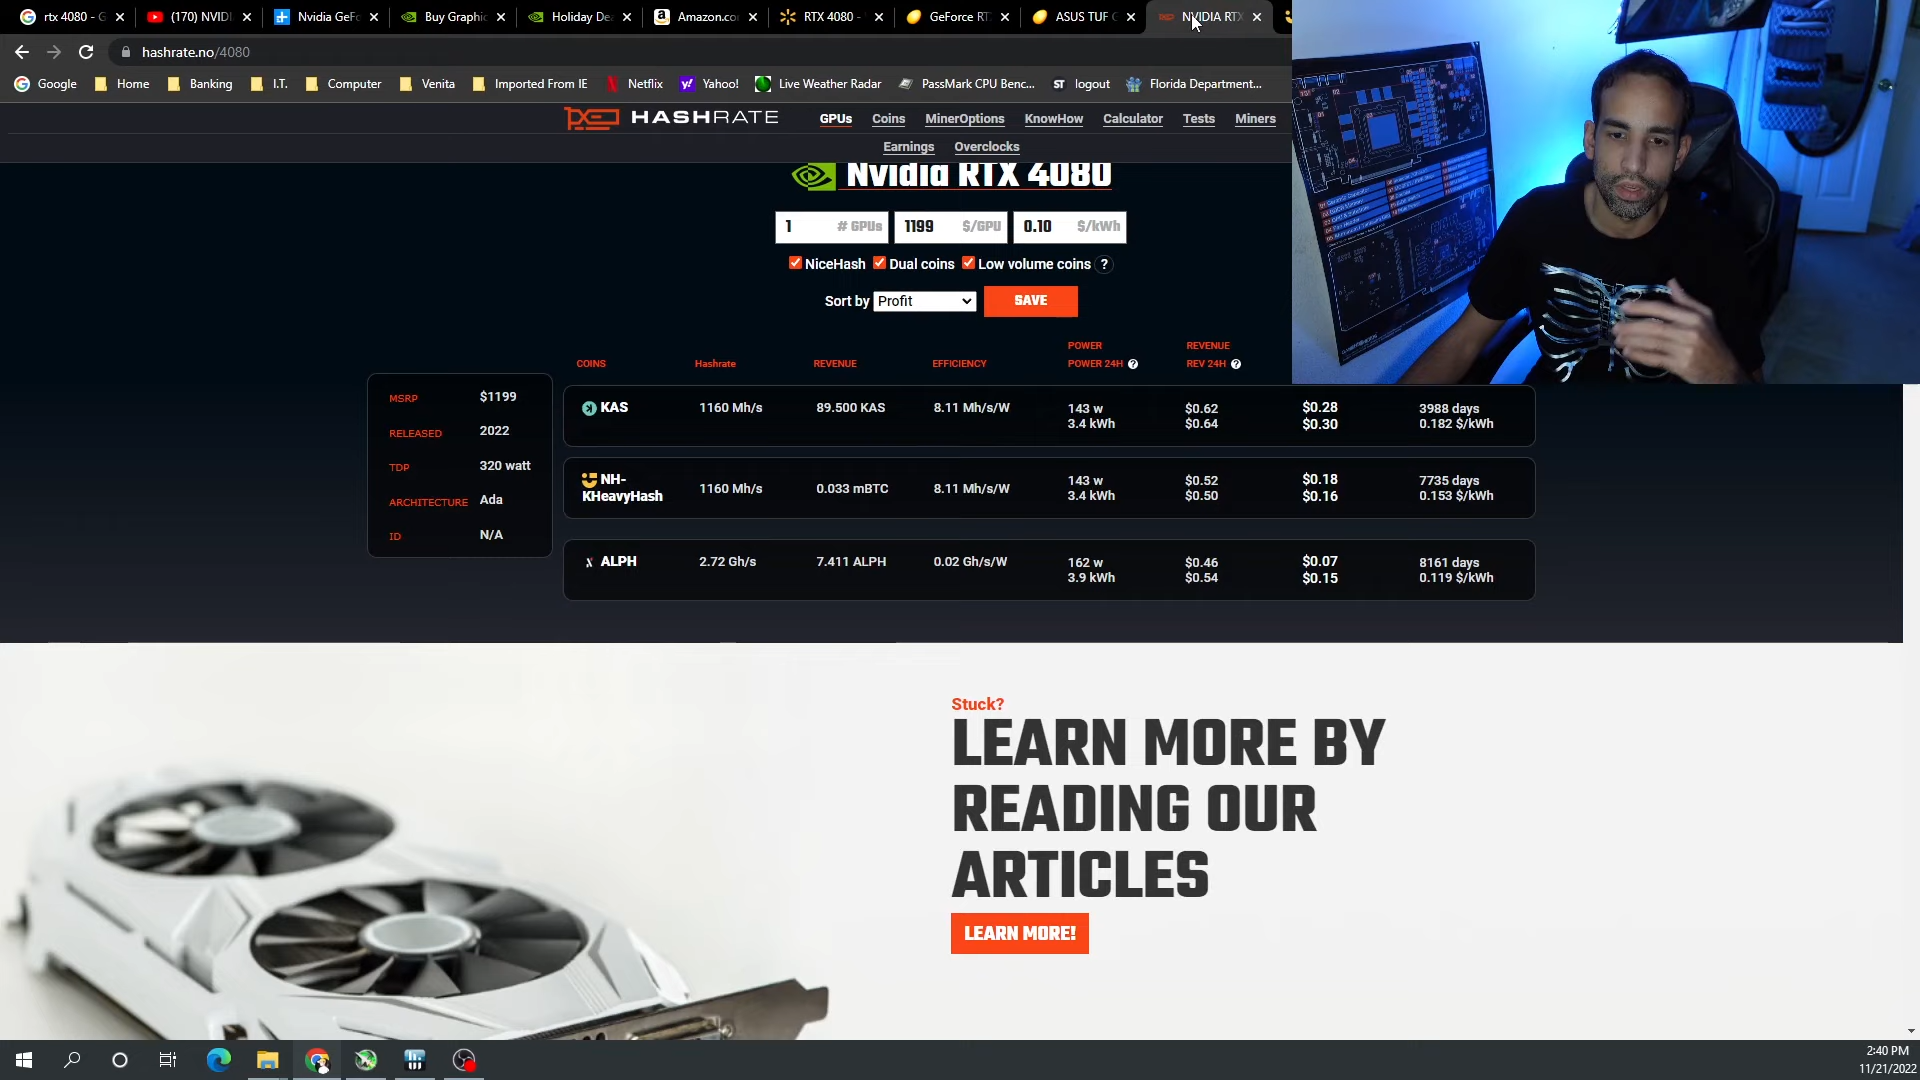 rtx 4080 - G
(170) NVIDI
Nvidia GeFo
Buy Graphic
Holiday De
Amazon.co
RTX 4080 -
GeForce RT
ASUS TUF G
NVIDIA RTX
hashrate.no/4080
Google
Home
Banking
I.T.
Computer
Venita
Imported From IE
Netflix
Yahoo!
Live Weather Radar
PassMark CPU Benc...
ST logout
Florida Department...
HASHRATE
GPUs Coins MinerOptions KnowHow Calculator Tests Miners
Earnings Overclocks
Nvidia RTX 4080
1 # GPUs 1199 $/GPU 0.10 $/kWh
NiceHash Dual coins Low volume coins ?
Sort by Profit SAVE
POWER REVENUE
COINS Hashrate REVENUE EFFICIENCY POWER 24H ? REV 24H ?
MSRP $1199
RELEASED 2022
TDP 320 watt
ARCHITECTURE Ada
ID N/A
KAS 1160 Mh/s 89.500 KAS 8.11 Mh/s/W 143 w $0.62 $0.28 3988 days
3.4 kWh $0.64 $0.30 0.182 $/kWh
NH-
KHeavyHash 1160 Mh/s 0.033 mBTC 8.11 Mh/s/W 143 w $0.52 $0.18 7735 days
3.4 kWh $0.50 $0.16 0.153 $/kWh
ALPH 2.72 Gh/s 7.411 ALPH 0.02 Gh/s/W 162 w $0.46 $0.07 8161 days
3.9 kWh $0.54 $0.15 0.119 $/kWh
Stuck?
LEARN MORE BY
READING OUR
ARTICLES
LEARN MORE!
2:40 PM
11/21/2022